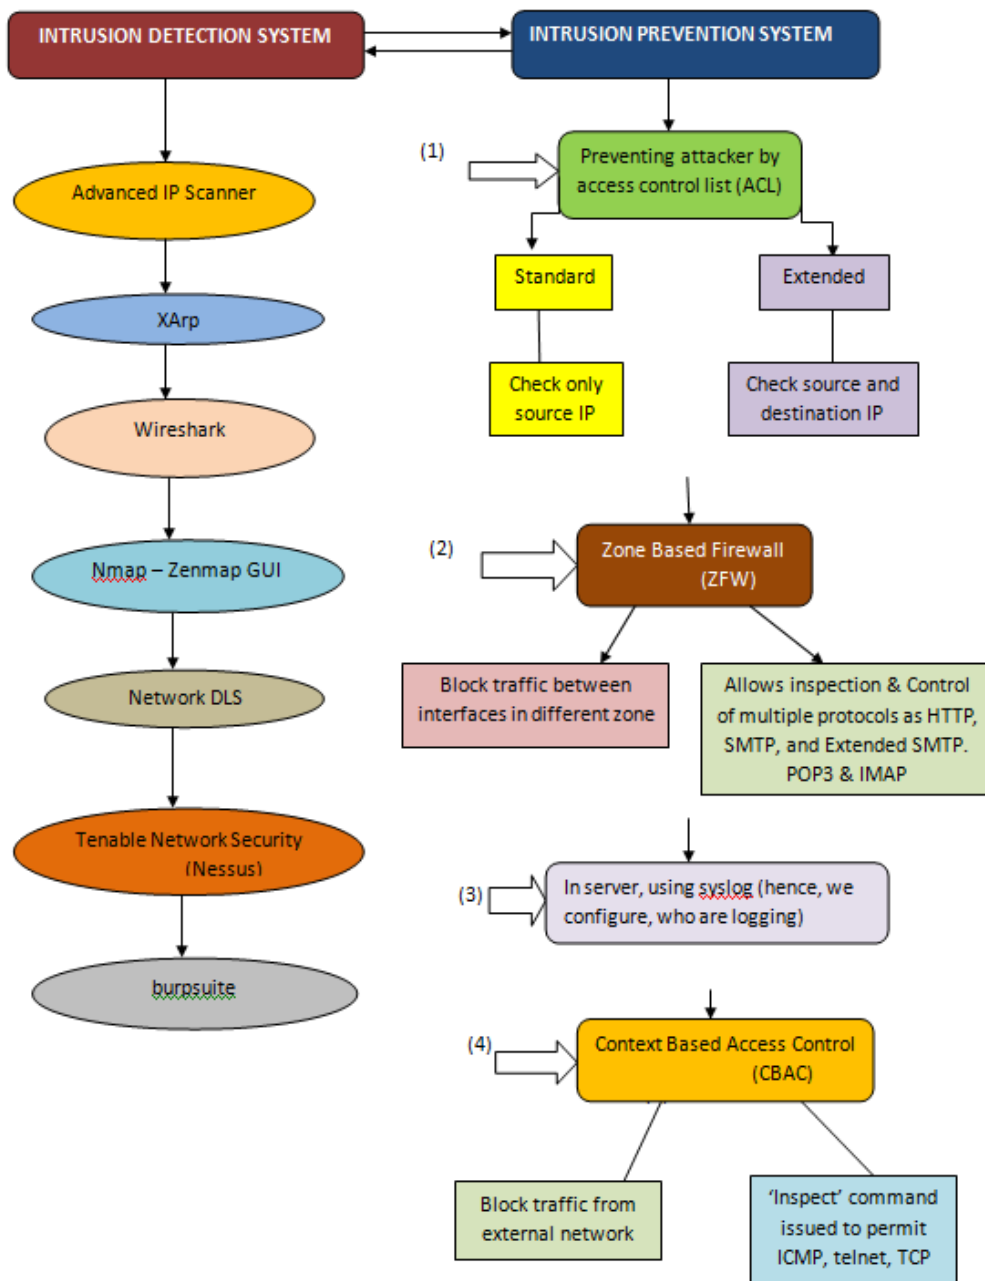 INTRUSION DETECTION SYSTEM
INTRUSION PREVENTION SYSTEM
Advanced IP Scanner
XArp
Wireshark
Nmap – Zenmap GUI
Network DLS
Tenable Network Security
(Nessus)
burpsuite
(1)
Preventing attacker by
access control list (ACL)
Standard
Extended
Check only
source IP
Check source and
destination IP
(2)
Zone Based Firewall
(ZFW)
Block traffic between
interfaces in different zone
Allows inspection & Control
of multiple protocols as HTTP,
SMTP, and Extended SMTP.
POP3 & IMAP
(3)
In server, using syslog (hence, we
configure, who are logging)
(4)
Context Based Access Control
(CBAC)
Block traffic from
external network
‘Inspect’ command
issued to permit
ICMP, telnet, TCP